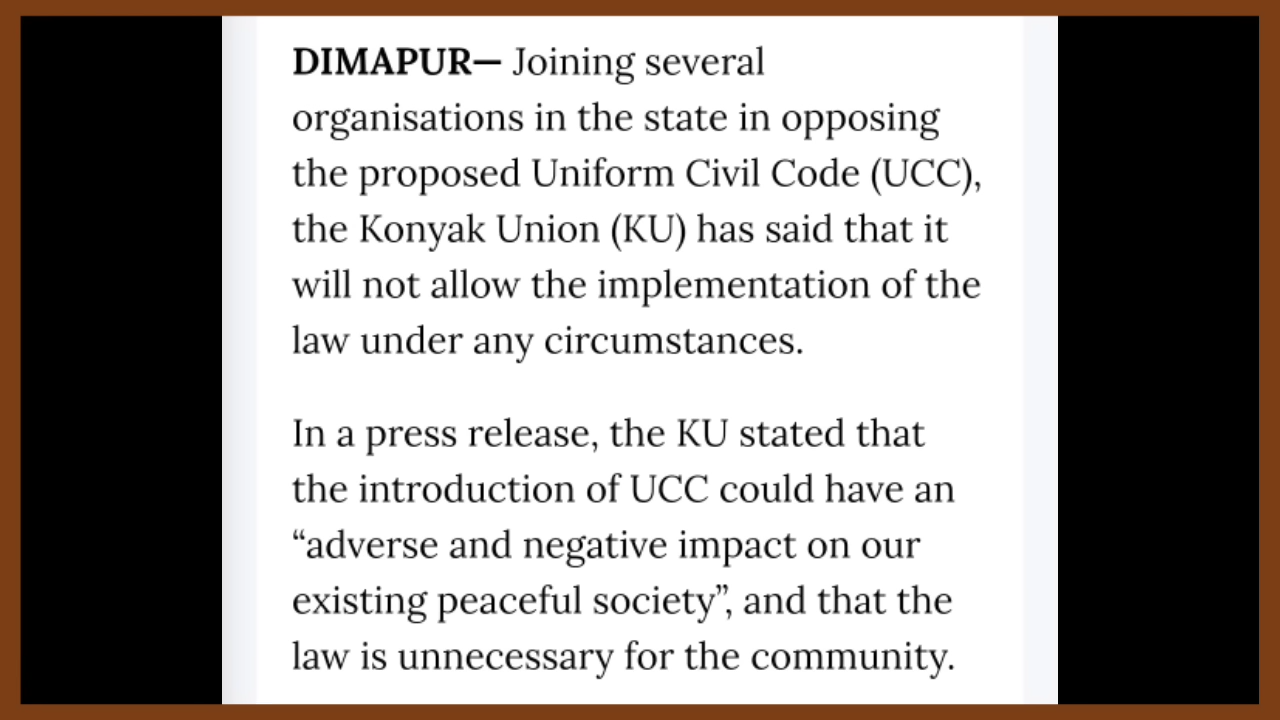 DIMAPUR— Joining several
organisations in the state in opposing
the proposed Uniform Civil Code (UCC),
the Konyak Union (KU) has said that it
will not allow the implementation of the
law under any circumstances.
In a press release, the KU stated that
the introduction of UCC could have an
“adverse and negative impact on our
existing peaceful society”, and that the
law is unnecessary for the community.